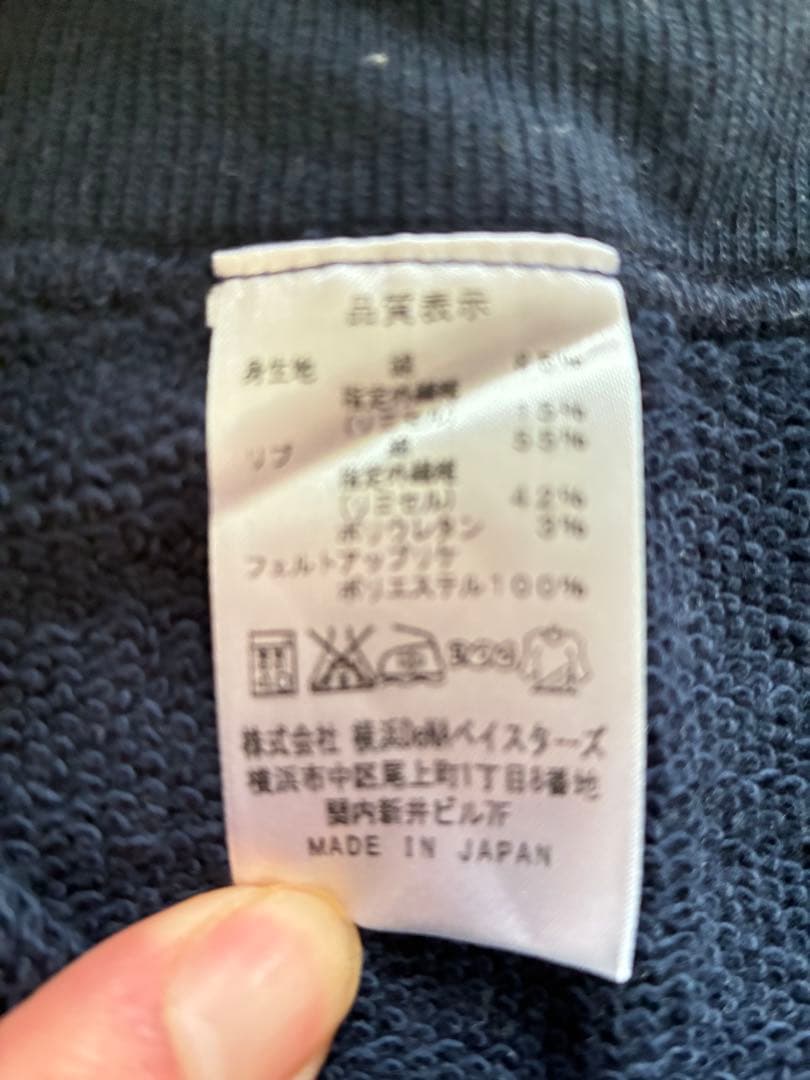 品質表示
身生地 綿 85%
指定外繊維
(リヨセル) 15%
リブ 綿 55%
指定外繊維
(リヨセル) 42%
ポリウレタン 3%
フェルトアップリケ
ポリエステル100%
株式会社 横浜DeNAベイスターズ
横浜市中区尾上町1丁目8番地
関内新井ビル7F
MADE IN JAPAN